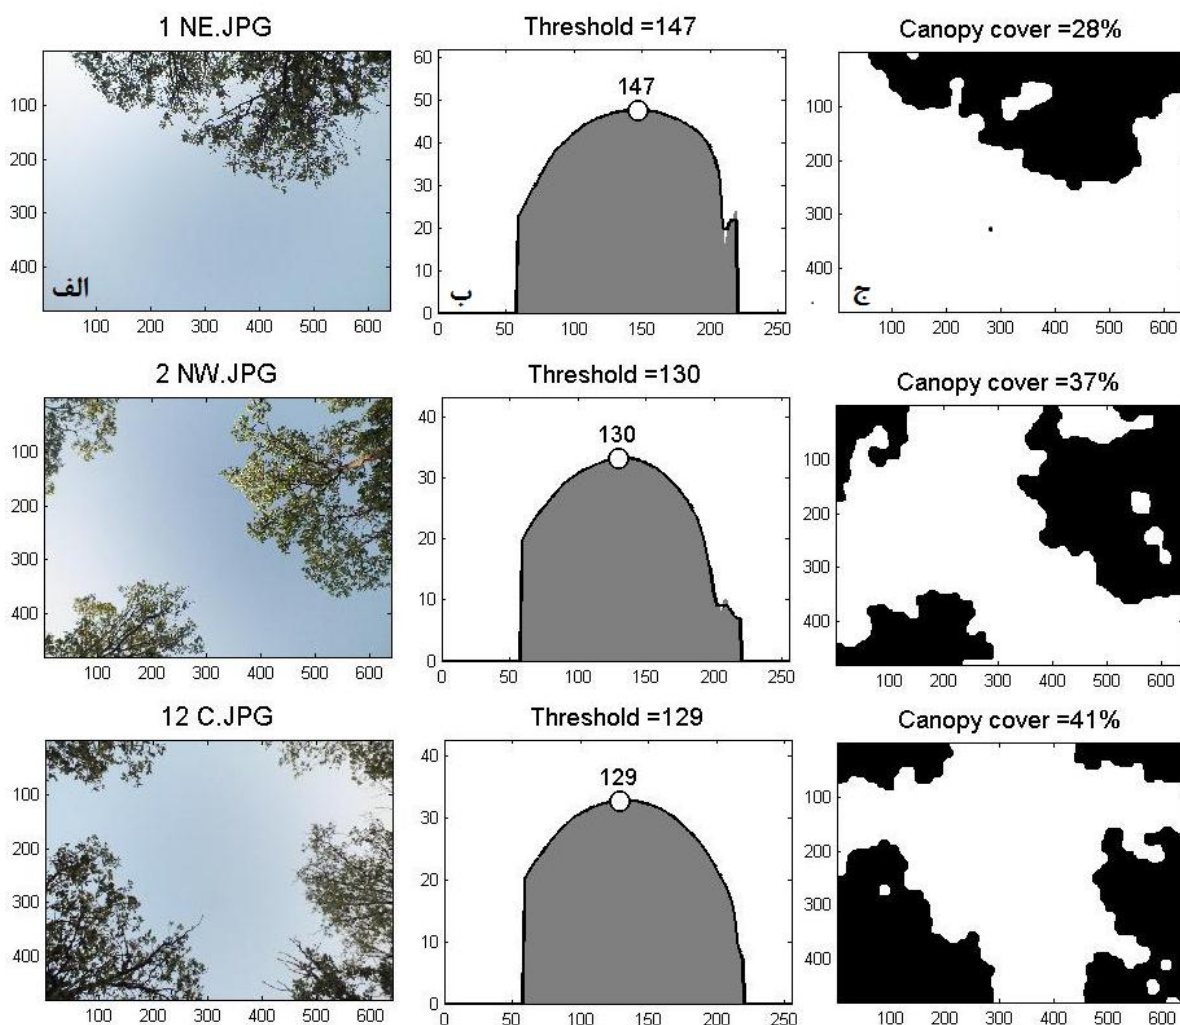 1 NE.JPG
Threshold =147
Canopy cover =28%
100
200
300
400
100 200 300 400 500 600
الف
60
50
40
30
20
10
0
0 50 100 150 200 250
147
ب
100
200
300
400
100 200 300 400 500 600
ج
2 NW.JPG
Threshold =130
Canopy cover =37%
100
200
300
400
100 200 300 400 500 600
40
30
20
10
0
0 50 100 150 200 250
130
100
200
300
400
100 200 300 400 500 600
12 C.JPG
Threshold =129
Canopy cover =41%
100
200
300
400
100 200 300 400 500 600
40
30
20
10
0
0 50 100 150 200 250
129
100
200
300
400
100 200 300 400 500 600